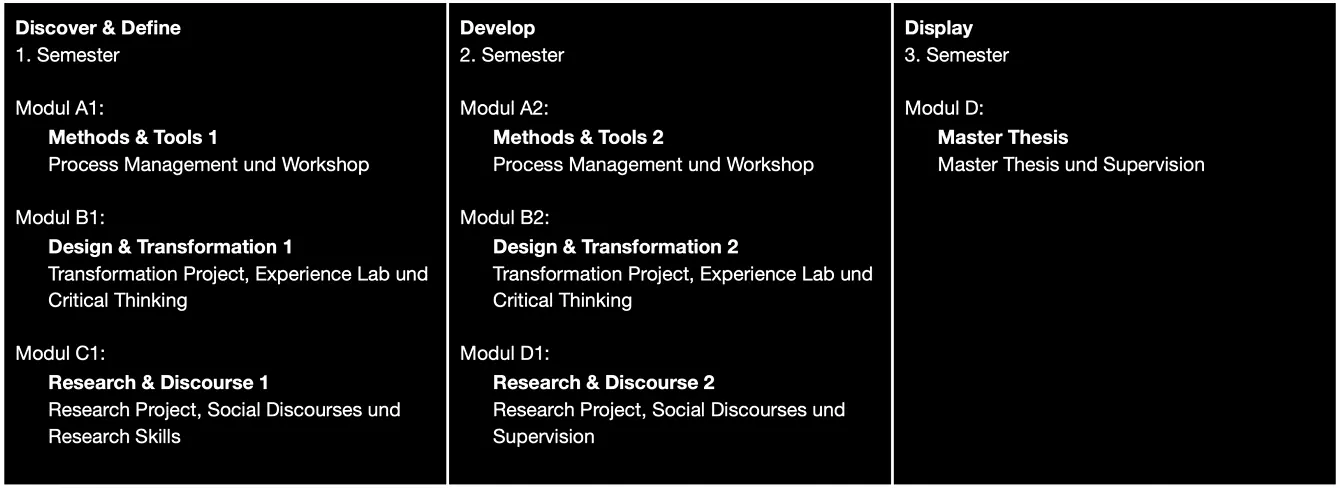 Discover & Define
1. Semester
Modul A1:
Methods & Tools 1
Process Management und Workshop
Modul B1:
Design & Transformation 1
Transformation Project, Experience Lab und
Critical Thinking
Modul C1:
Research & Discourse 1
Research Project, Social Discourses und
Research Skills
Develop
2. Semester
Modul A2:
Methods & Tools 2
Process Management und Workshop
Modul B2:
Design & Transformation 2
Transformation Project, Experience Lab und
Critical Thinking
Modul D1:
Research & Discourse 2
Research Project, Social Discourses und
Supervision
Display
3. Semester
Modul D:
Master Thesis
Master Thesis und Supervision